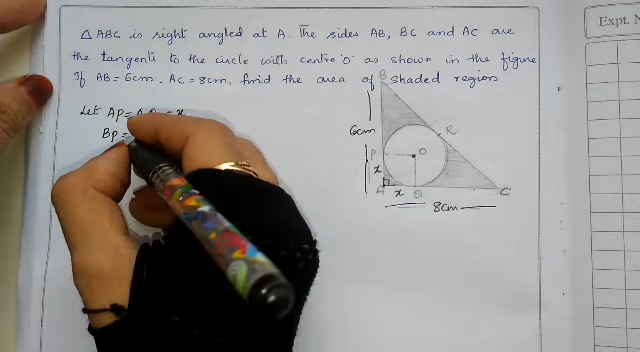 △ ABC is right angled at A. The sides AB, BC and AC are
the tangents to the circle with centre 'O' as shown in the figure
If AB = 6cm. AC = 8cm, find the area of shaded region
Let AP = = x
BP =
B
6cm
R
P
O
x
A
x
Q
C
8cm
Expt. N